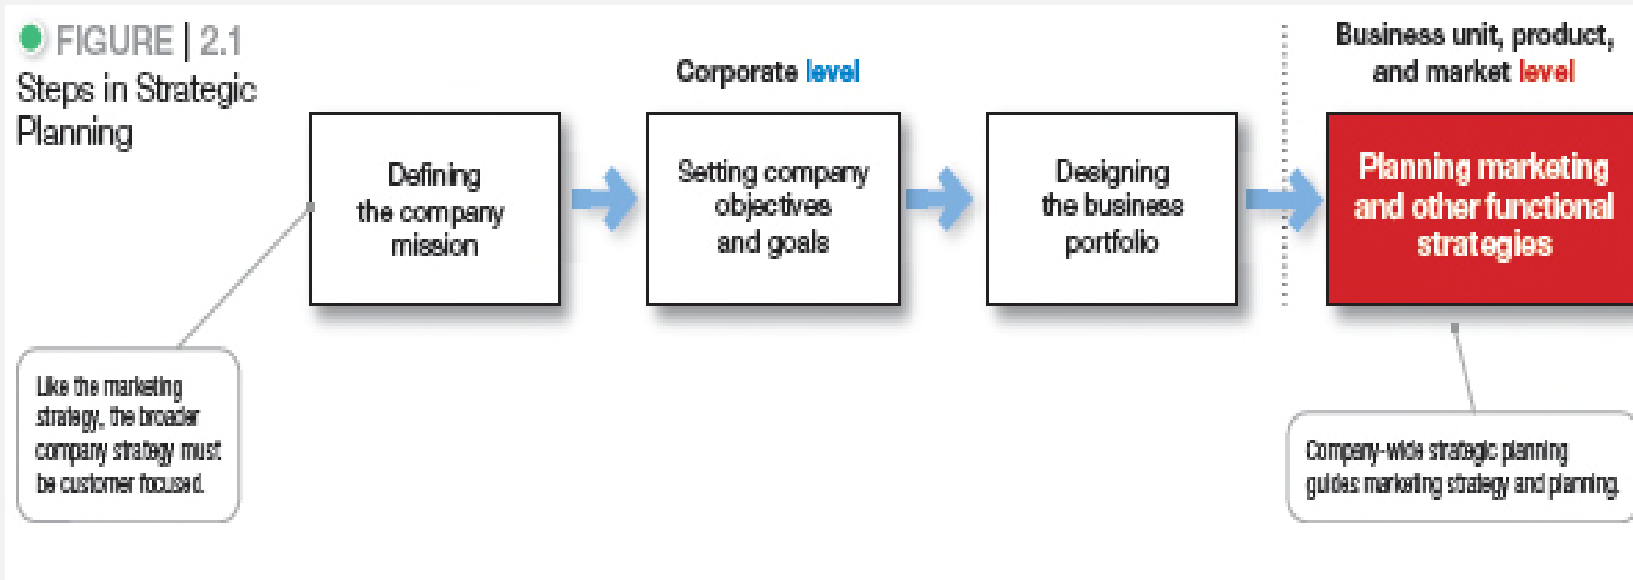 FIGURE | 2.1
Steps in Strategic
Planning
Corporate level
Business unit, product,
and market level
Defining
the company
mission
Setting company
objectives
and goals
Designing
the business
portfolio
Planning marketing
and other functional
strategies
Like the marketing
strategy, the broader
company strategy must
be customer focused.
Company-wide strategic planning
guides marketing strategy and planning.